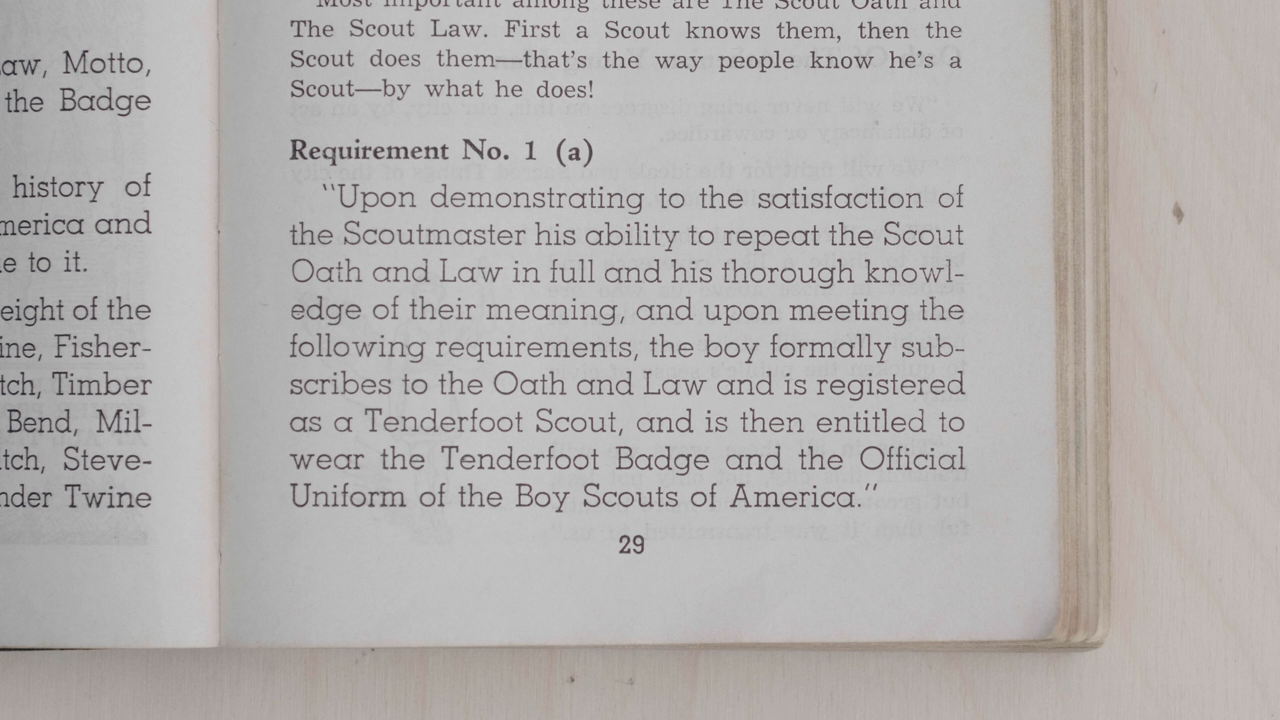 Law, Motto,
the Badge
history of
America and
to it.
eight of the
Fisher-
Timber
Bend, Mil-
Steve-
Twine
Most important among these are The Scout Oath and
The Scout Law. First a Scout knows them, then the
Scout does them—that's the way people know he's a
Scout—by what he does!
Requirement No. 1 (a)
"Upon demonstrating to the satisfaction of
the Scoutmaster his ability to repeat the Scout
Oath and Law in full and his thorough knowl-
edge of their meaning, and upon meeting the
following requirements, the boy formally sub-
scribes to the Oath and Law and is registered
as a Tenderfoot Scout, and is then entitled to
wear the Tenderfoot Badge and the Official
Uniform of the Boy Scouts of America."
29